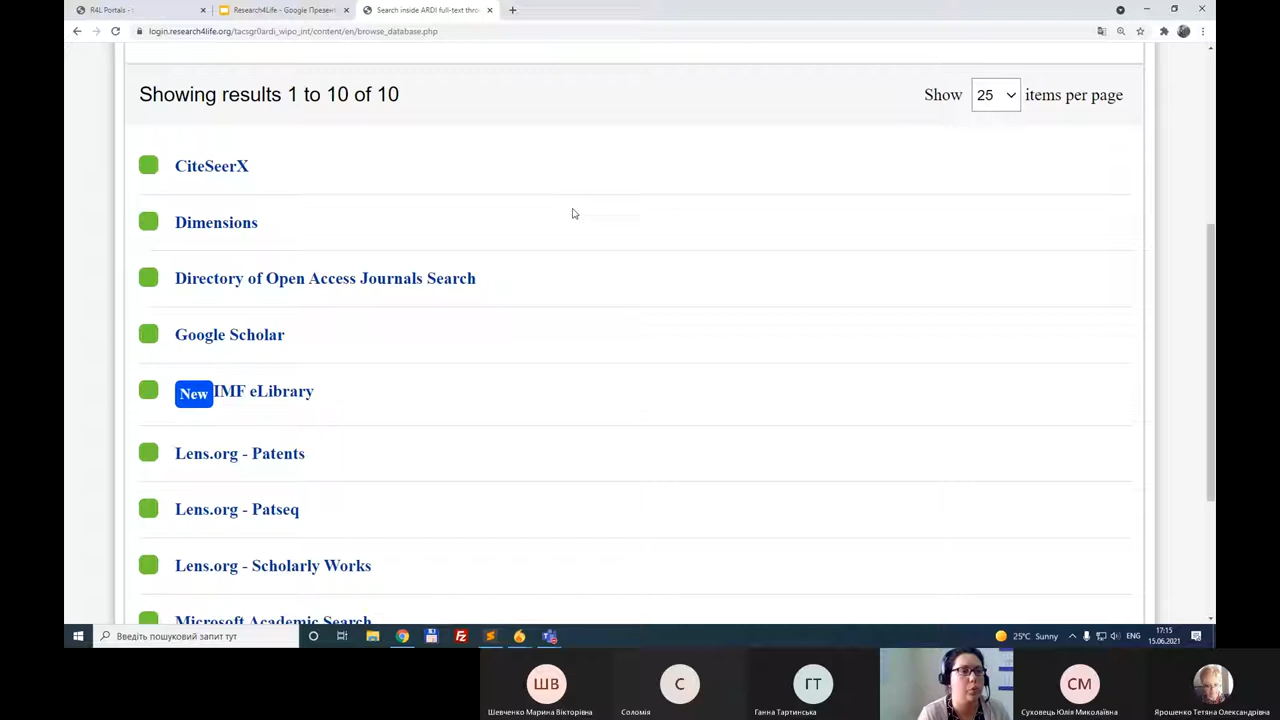 R4L Portals - :
Research4Life - Google Презент
Search inside ARDI full-text thro
login.research4life.org/tacsgr0ardi_wipo_int/content/en/browse_database.php
Showing results 1 to 10 of 10
Show 25 items per page
CiteSeerX
Dimensions
Directory of Open Access Journals Search
Google Scholar
New IMF eLibrary
Lens.org - Patents
Lens.org - Patseq
Lens.org - Scholarly Works
Microsoft Academic Search
Введіть пошуковий запит тут
25°C Sunny
ENG
17:15
15.06.2021
ШВ
С
ГТ
СМ
Шевченко Марина Вікторівна
Соломія
Ганна Тартинська
Суховець Юлія Миколаївна
Ярошенко Тетяна Олександрівна